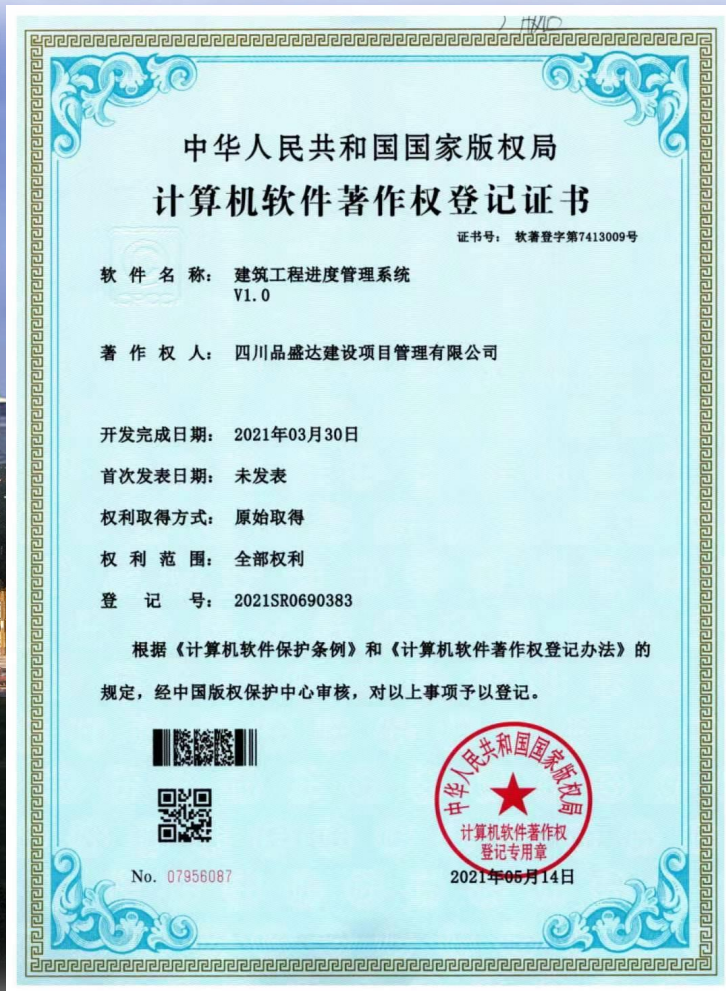 中华人民共和国国家版权局
计算机软件著作权登记证书
证书号: 软著登字第7413009号
软件名称: 建筑工程进度管理系统
V1.0
著作权人: 四川品盛达建设项目管理有限公司
开发完成日期: 2021年03月30日
首次发表日期: 未发表
权利取得方式: 原始取得
权利范围: 全部权利
登记号: 2021SR0690383
根据《计算机软件保护条例》和《计算机软件著作权登记办法》的
规定，经中国版权保护中心审核，对以上事项予以登记。
中华人民共和国国家版权局
计算机软件著作权
登记专用章
No. 07956087
2021年05月14日